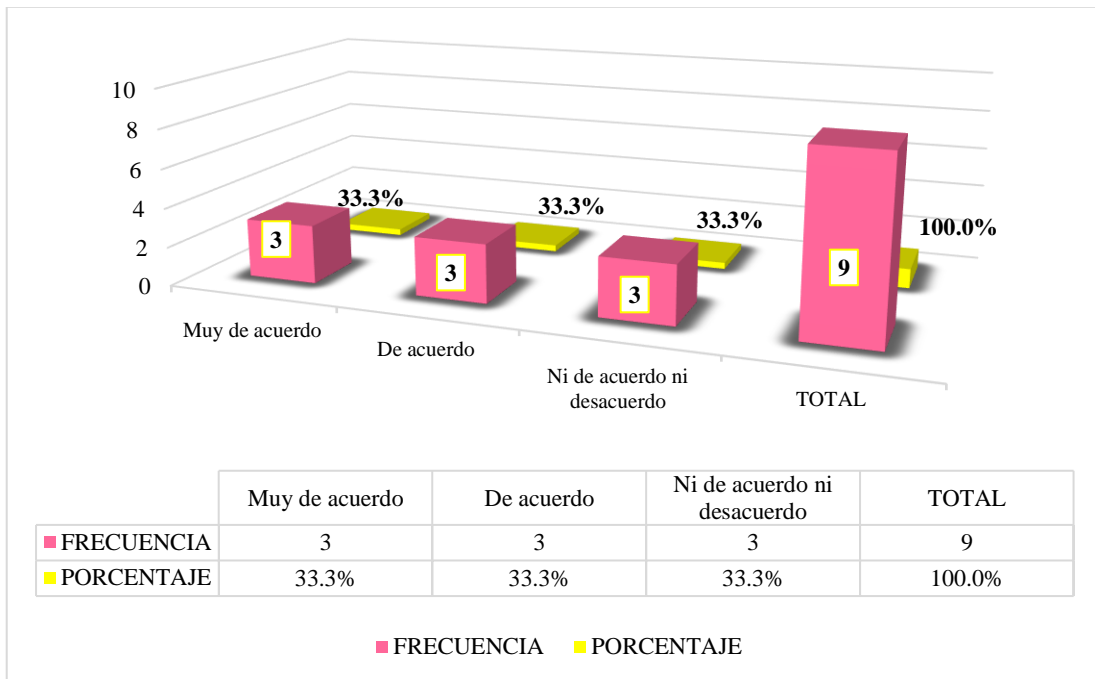 10
8
6
4
2
0
33.3%
33.3%
33.3%
100.0%
3
3
3
9
Muy de acuerdo
De acuerdo
Ni de acuerdo ni
desacuerdo
TOTAL
Muy de acuerdo De acuerdo Ni de acuerdo ni desacuerdo TOTAL
FRECUENCIA 3 3 3 9
PORCENTAJE 33.3% 33.3% 33.3% 100.0%
FRECUENCIA PORCENTAJE